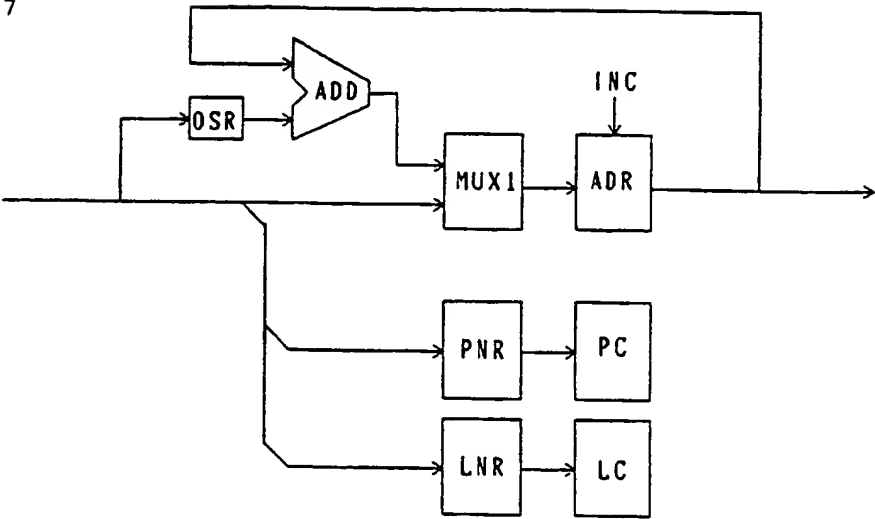 7
ADD
INC
OSR
MUX1
ADR
PNR
PC
LNR
LC